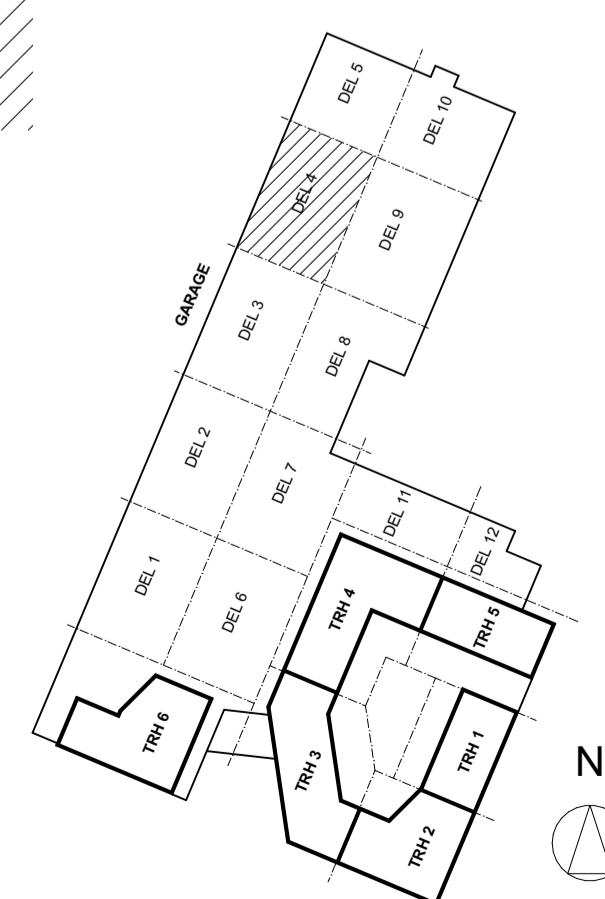 DEL 5
DEL 10
DEL 4
DEL 9
GARAGE
DEL 3
DEL 8
DEL 2
DEL 7
DEL 11
DEL 12
DEL 1
DEL 6
TRH 4
TRH 5
TRH 6
TRH 3
TRH 1
TRH 2
N